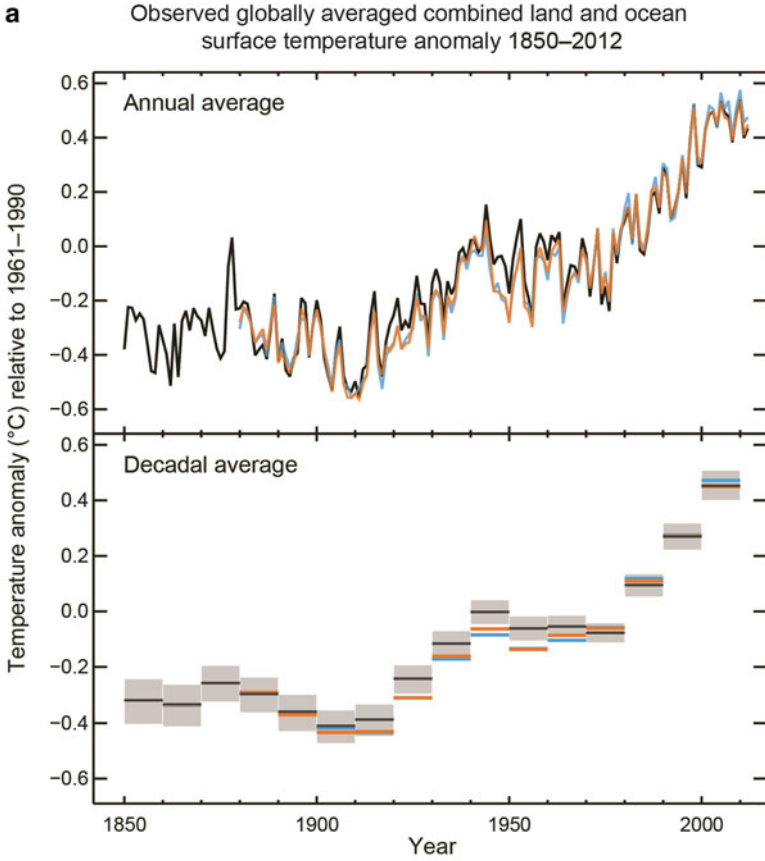 a
Observed globally averaged combined land and ocean
surface temperature anomaly 1850–2012
Temperature anomaly (°C) relative to 1961–1990
Annual average
0.6
0.4
0.2
0.0
−0.2
−0.4
−0.6
Decadal average
0.6
0.4
0.2
0.0
−0.2
−0.4
−0.6
1850
1900
1950
2000
Year